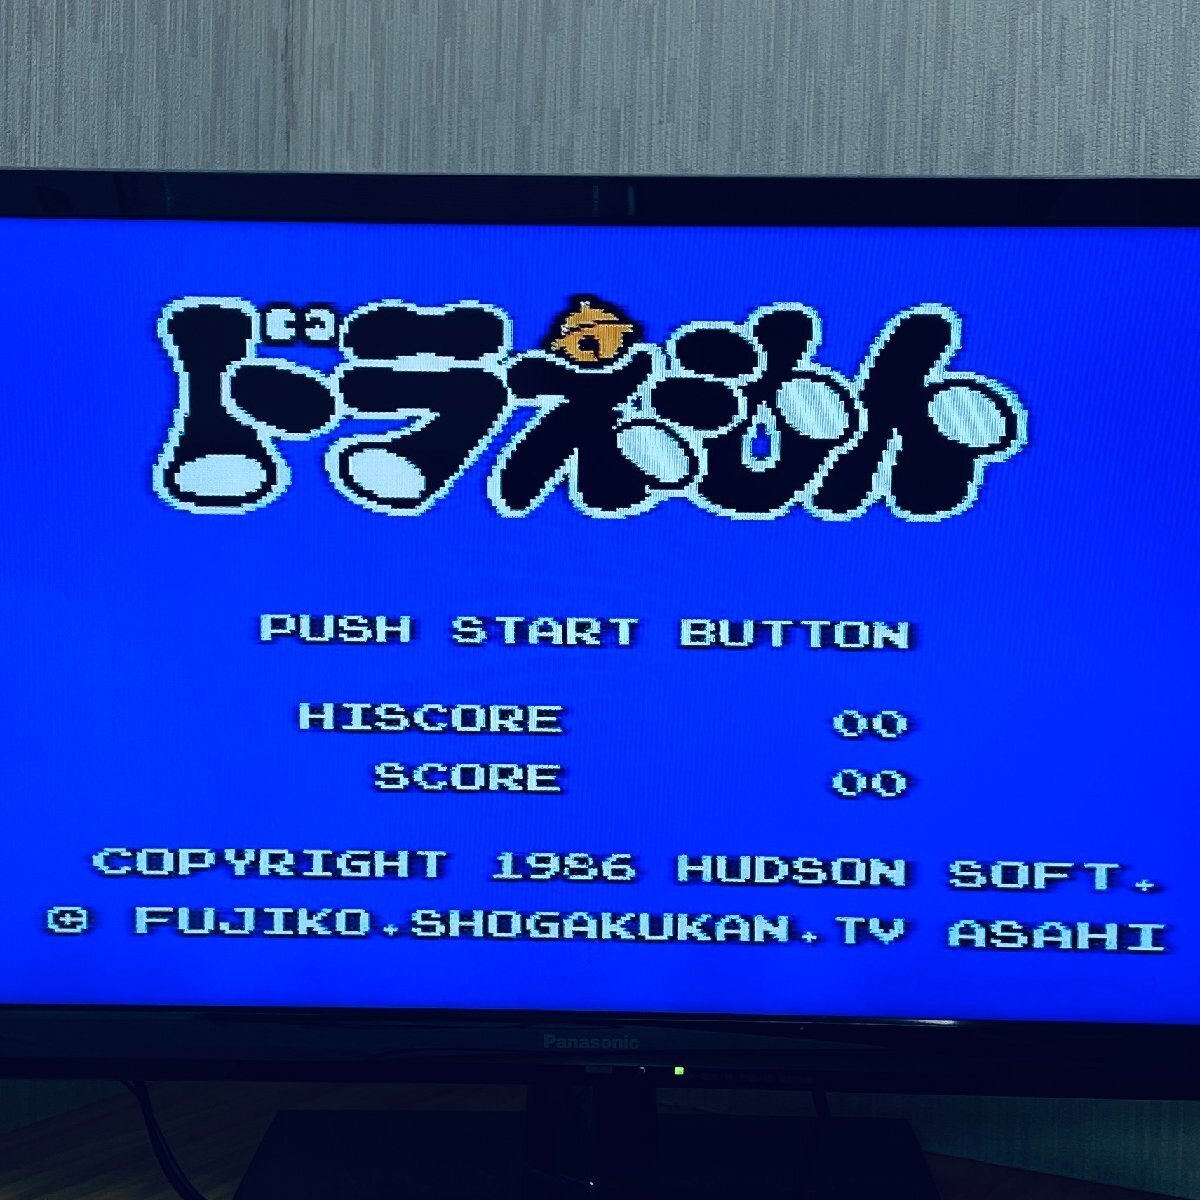 ドラえもん
PUSH START BUTTON
HISCORE 00
SCORE 00
COPYRIGHT 1986 HUDSON SOFT.
© FUJIKO.SHOGAKUKAN.TV ASAHI
Panasonic